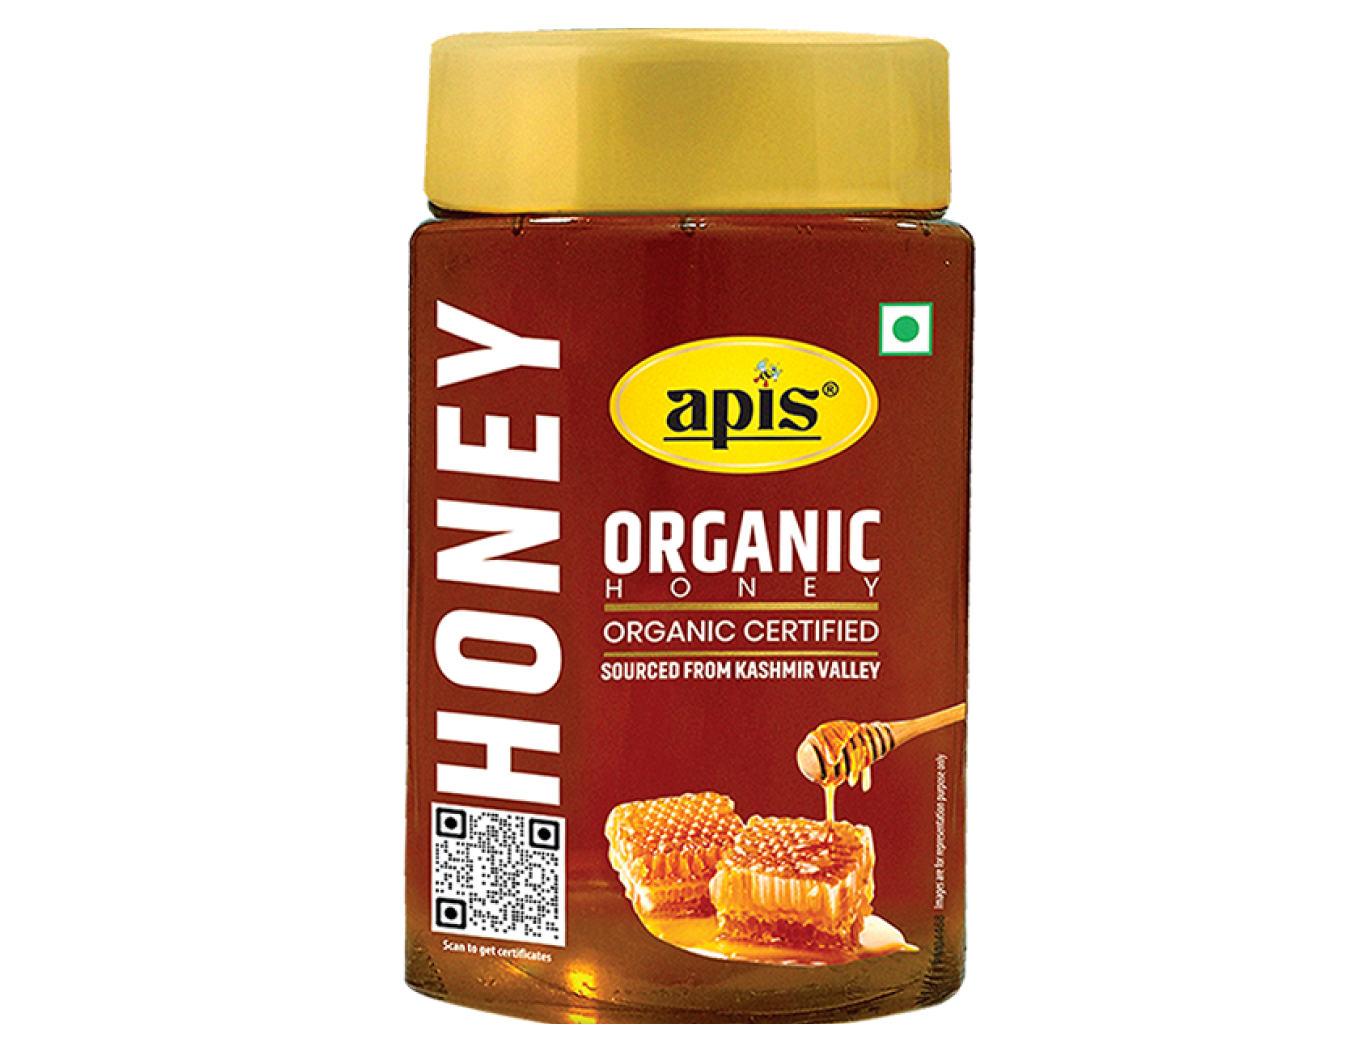 HONEY
apis®
ORGANIC
HONEY
ORGANIC CERTIFIED
SOURCED FROM KASHMIR VALLEY
Scan to get certificates
Images are for representation purpose only